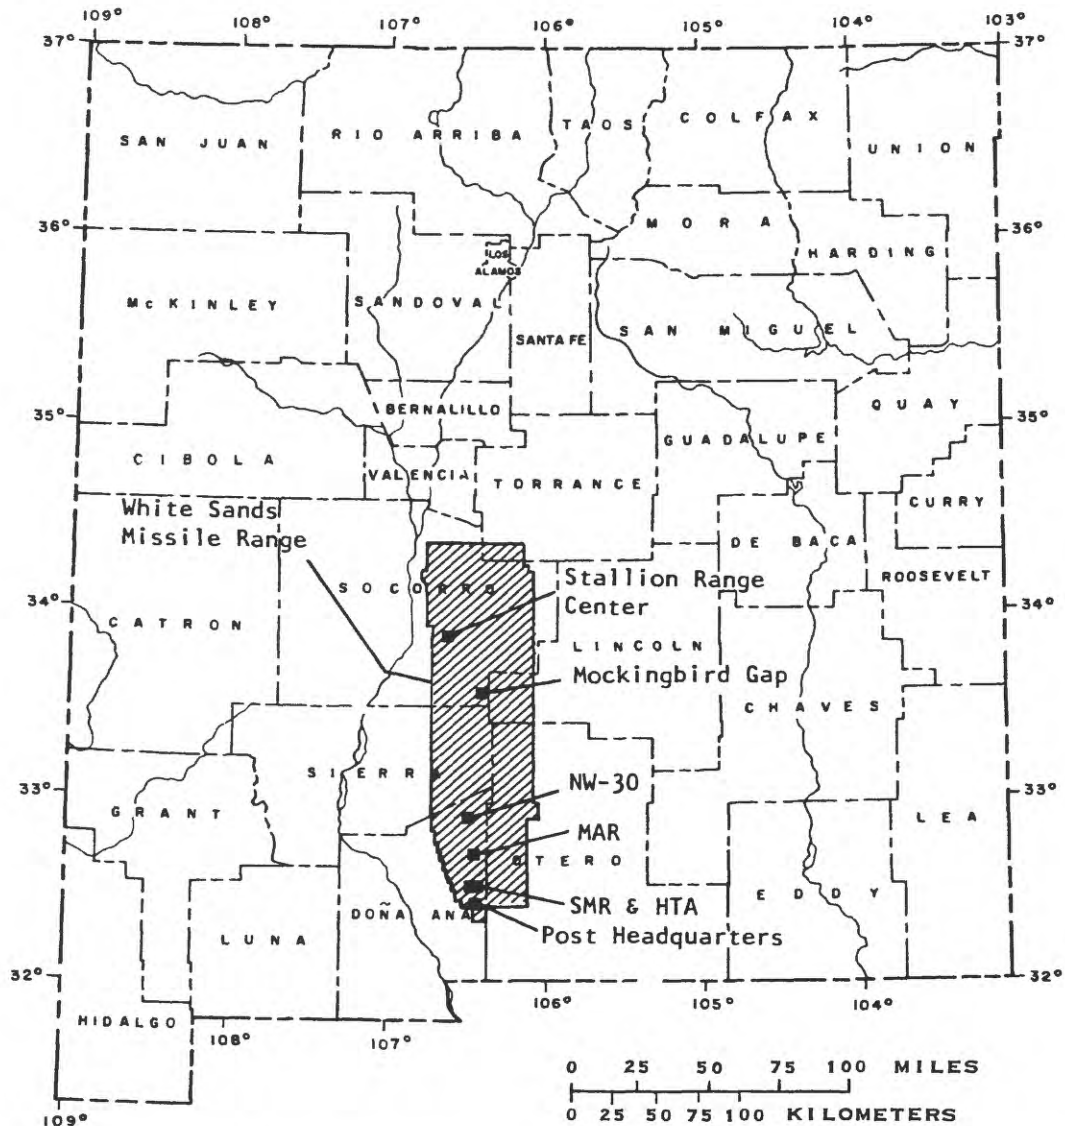 109° 108° 107° 106° 105° 104° 103°
37° 37°
SAN JUAN
RIO ARRIBA
TAOS
COLFAX
UNION
36° 36°
MORA
HARDING
LOS
ALAMOS
McKINLEY
SANDOVAL
SANTA FE
SAN MIGUEL
35° 35°
BERNALILLO
QUAY
GUADALUPE
CIBOLA
VALENCIA
TORRANCE
CURRY
White Sands
Missile Range
DE BACA
ROOSEVELT
SOCORRO
Stallion Range
Center
34° 34°
CATRON
LINCOLN
Mockingbird Gap
CHAVES
SIERRA
33° 33°
GRANT
NW-30
LEA
MAR
OTERO
EDDY
SMR & HTA
DOÑA ANA
Post Headquarters
LUNA
32° 32°
HIDALGO
108° 107° 106° 105° 104°
109°
0 25 50 75 100 MILES
0 25 50 75 100 KILOMETERS